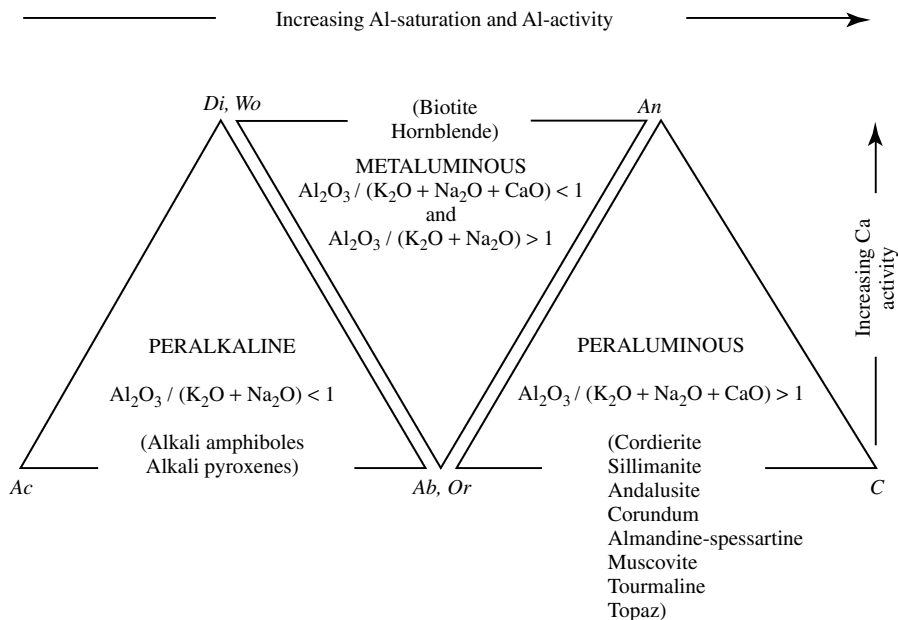 Increasing Al-saturation and Al-activity
Di, Wo
(Biotite
Hornblende)
An
METALUMINOUS
Al₂O₃ / (K₂O + Na₂O + CaO) < 1
and
Al₂O₃ / (K₂O + Na₂O) > 1
Increasing Ca
activity
PERALKALINE
Al₂O₃ / (K₂O + Na₂O) < 1
(Alkali amphiboles
Alkali pyroxenes)
PERALUMINOUS
Al₂O₃ / (K₂O + Na₂O + CaO) > 1
(Cordierite
Sillimanite
Andalusite
Corundum
Almandine-spessartine
Muscovite
Tourmaline
Topaz)
Ac
Ab, Or
C